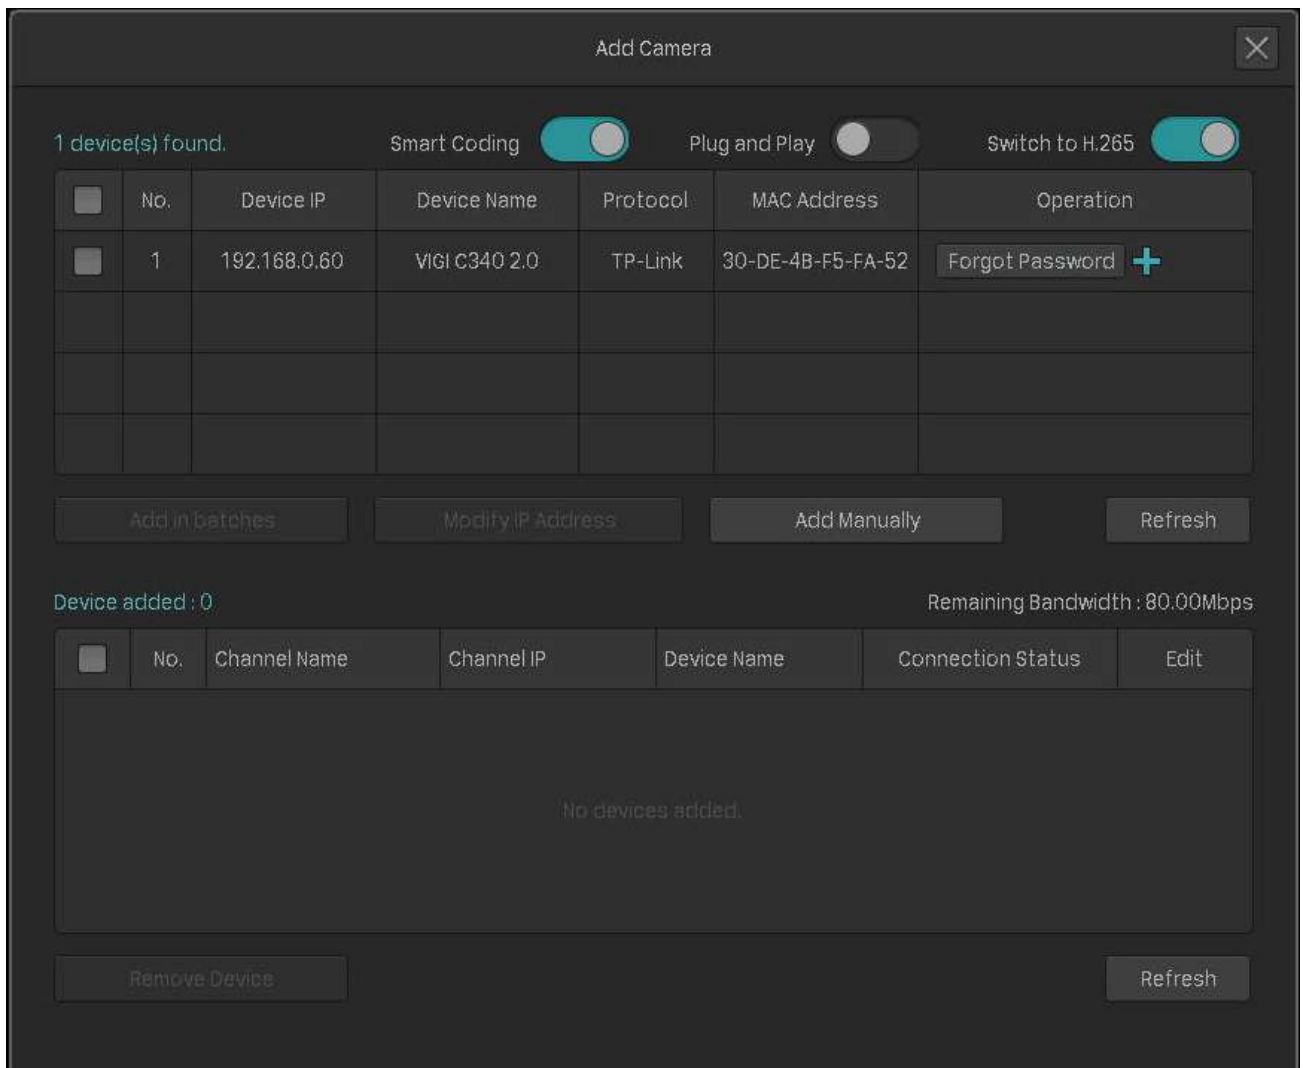 Add Camera
1 device(s) found. Smart Coding Plug and Play Switch to H.265
No. Device IP Device Name Protocol MAC Address Operation
1 192.168.0.60 VIGI C340 2.0 TP-Link 30-DE-4B-F5-FA-52 Forgot Password
Add in batches Modify IP Address Add Manually Refresh
Device added : 0 Remaining Bandwidth : 80.00Mbps
No. Channel Name Channel IP Device Name Connection Status Edit
No devices added.
Remove Device Refresh